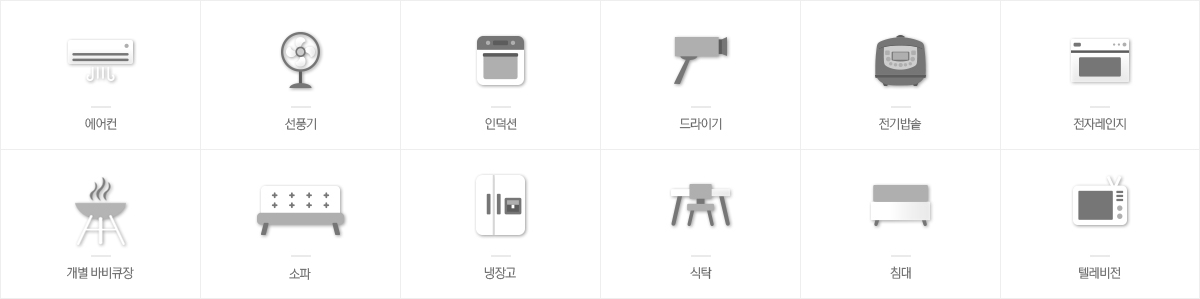 에어컨
선풍기
인덕션
드라이기
전기밥솥
전자레인지
개별 바비큐장
소파
냉장고
식탁
침대
텔레비전